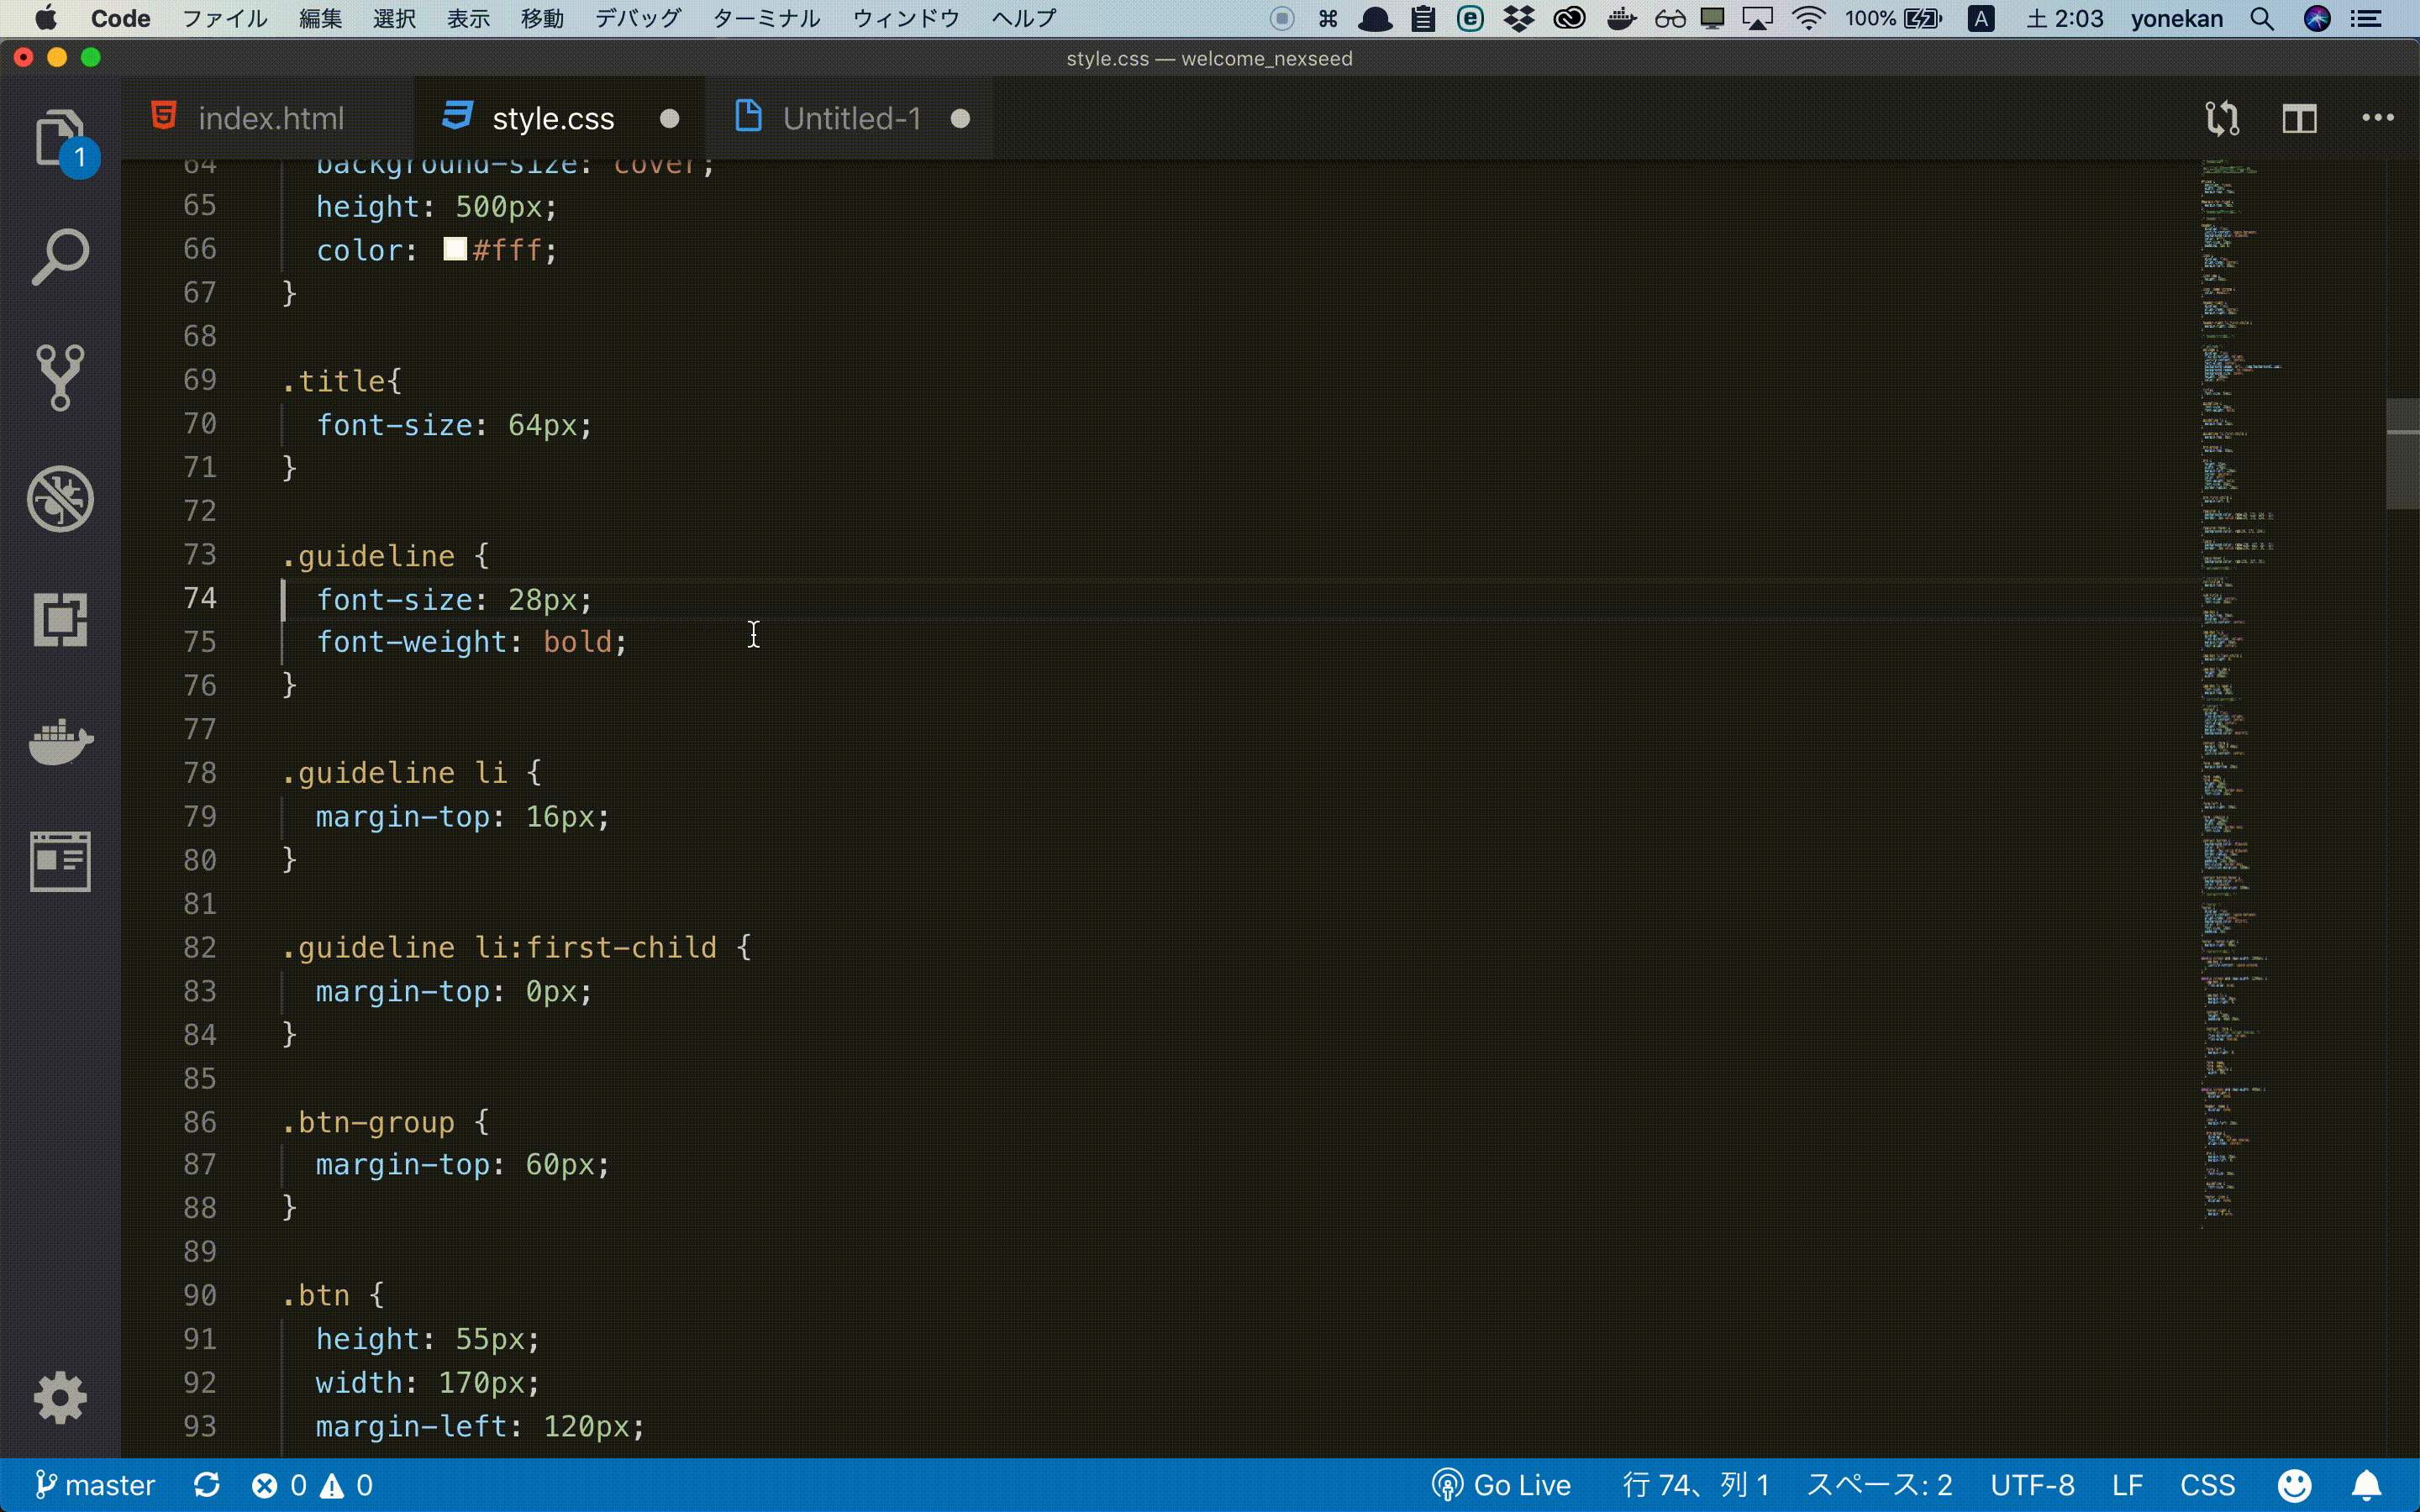 Code ファイル 編集 選択 表示 移動 デバッグ ターミナル ウィンドウ ヘルプ 100% A 土 2:03 yonekan
style.css — welcome_nexseed
index.html style.css Untitled-1
1
64 background-size: cover;
65 height: 500px;
66 color: #fff;
67 }
68
69 .title{
70 font-size: 64px;
71 }
72
73 .guideline {
74 font-size: 28px;
75 font-weight: bold;
76 }
77
78 .guideline li {
79 margin-top: 16px;
80 }
81
82 .guideline li:first-child {
83 margin-top: 0px;
84 }
85
86 .btn-group {
87 margin-top: 60px;
88 }
89
90 .btn {
91 height: 55px;
92 width: 170px;
93 margin-left: 120px;
master 0 0 Go Live 行 74、列 1 スペース: 2 UTF-8 LF CSS